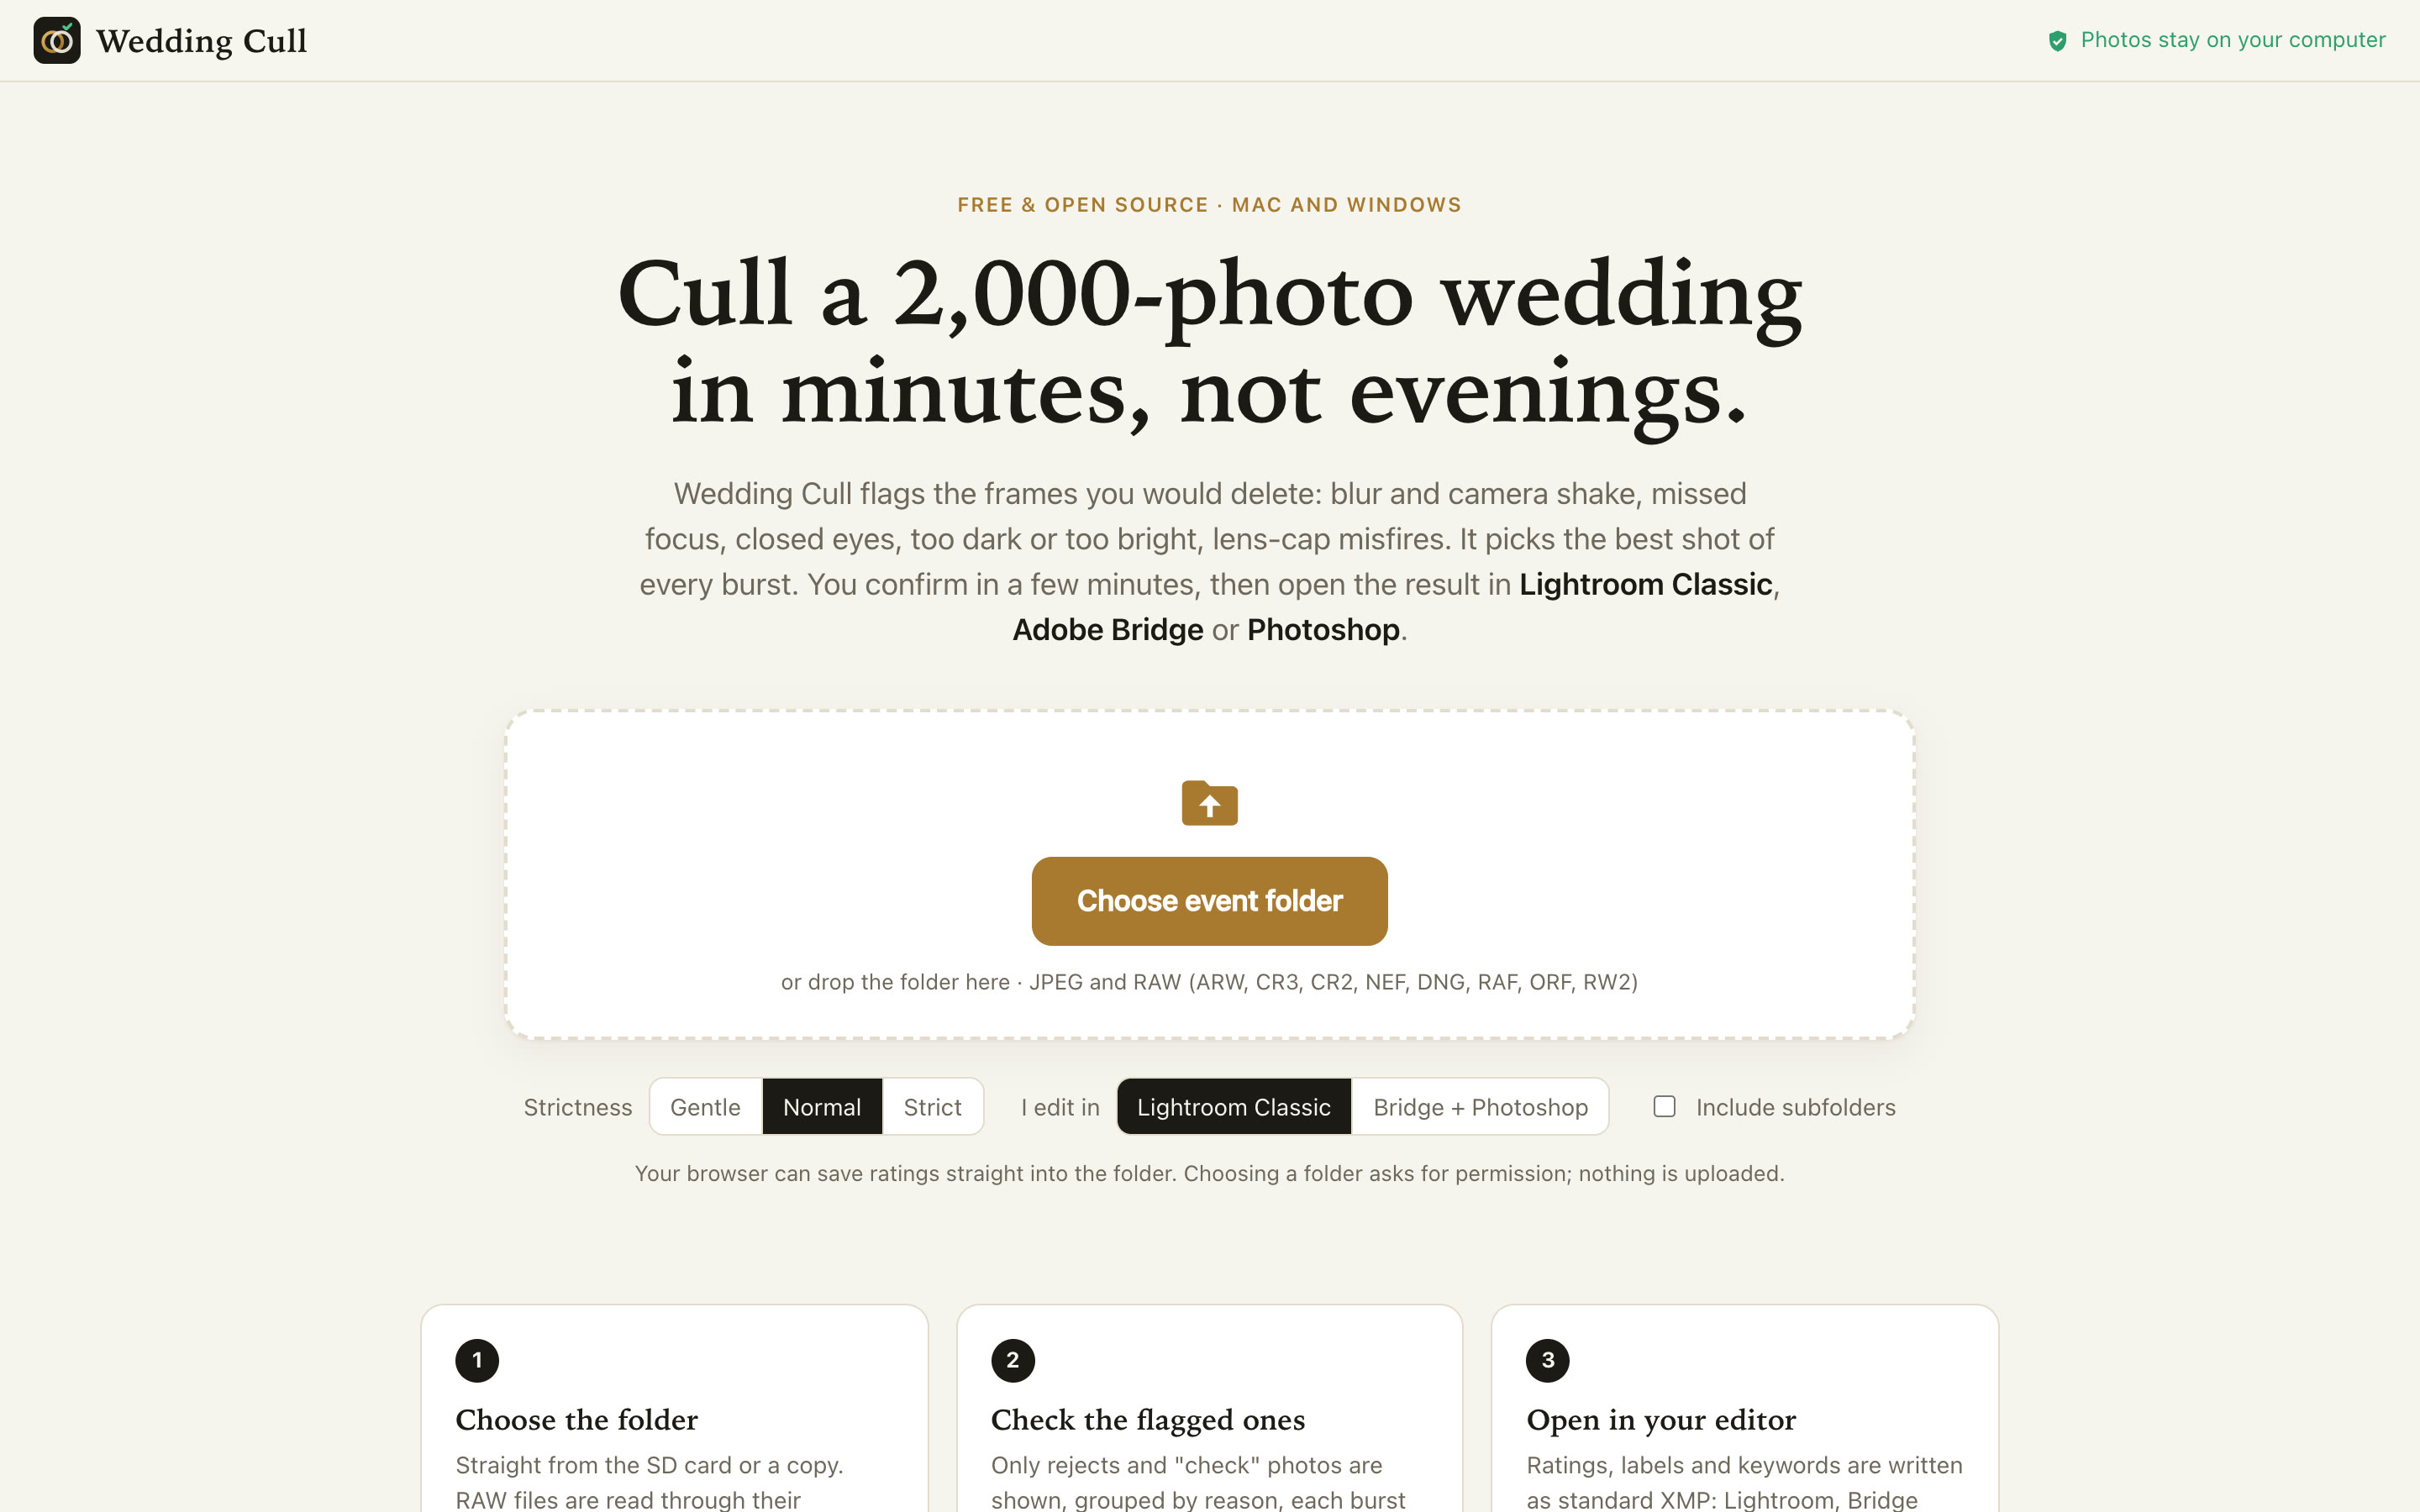 Wedding Cull
Photos stay on your computer
FREE & OPEN SOURCE · MAC AND WINDOWS
Cull a 2,000-photo wedding
in minutes, not evenings.
Wedding Cull flags the frames you would delete: blur and camera shake, missed
focus, closed eyes, too dark or too bright, lens-cap misfires. It picks the best shot of
every burst. You confirm in a few minutes, then open the result in Lightroom Classic,
Adobe Bridge or Photoshop.
Choose event folder
or drop the folder here · JPEG and RAW (ARW, CR3, CR2, NEF, DNG, RAF, ORF, RW2)
Strictness Gentle Normal Strict I edit in Lightroom Classic Bridge + Photoshop Include subfolders
Your browser can save ratings straight into the folder. Choosing a folder asks for permission; nothing is uploaded.
1
Choose the folder
Straight from the SD card or a copy.
RAW files are read through their
2
Check the flagged ones
Only rejects and "check" photos are
shown, grouped by reason, each burst
3
Open in your editor
Ratings, labels and keywords are written
as standard XMP: Lightroom, Bridge